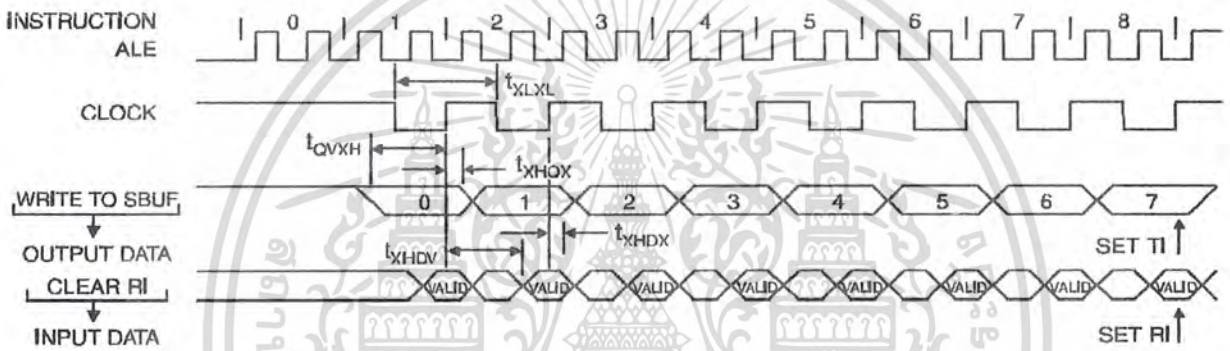 INSTRUCTION 0 1 2 3 4 5 6 7 8
ALE
tXLXL
CLOCK
tQVXH
tXHQX
WRITE TO SBUF 0 1 2 3 4 5 6 7
tXHDX
OUTPUT DATA
SET TI
tXHDV
CLEAR RI VALID VALID VALID VALID VALID VALID VALID VALID
INPUT DATA
SET RI